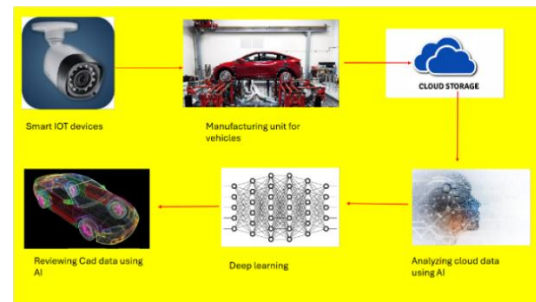 CLOUD STORAGE
Smart IOT devices
Manufacturing unit for
vehicles
Reviewing Cad data using
AI
Deep learning
Analyzing cloud data
using AI